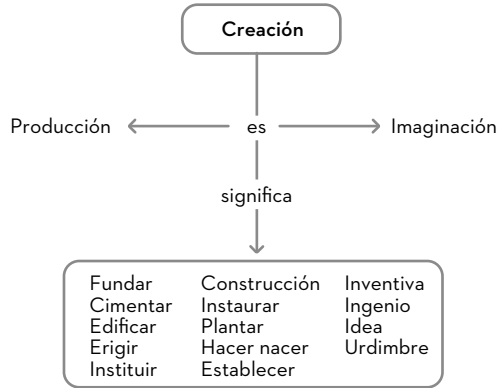 Creación
Producción es Imaginación
significa
Fundar Construcción Inventiva
Cimentar Instaurar Ingenio
Edificar Plantar Idea
Erigir Hacer nacer Urdimbre
Instituir Establecer